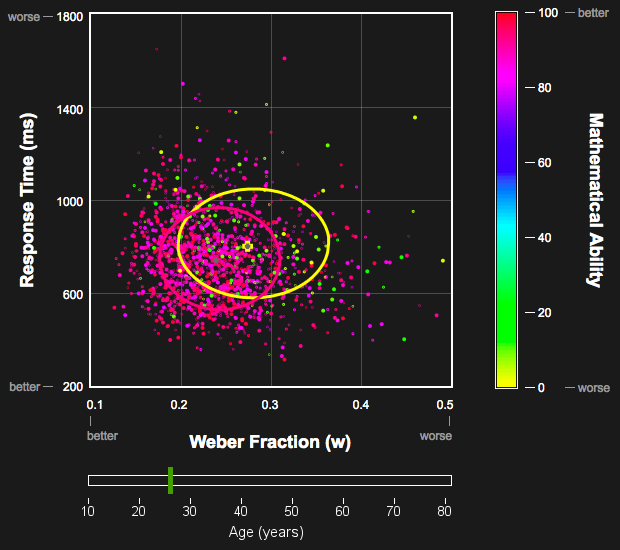 worse
1800
1400
1000
600
better
200
Response Time (ms)
0.1
0.2
0.3
0.4
0.5
better
worse
Weber Fraction (w)
10
20
30
40
50
60
70
80
Age (years)
100
better
80
60
40
20
0
worse
Mathematical Ability